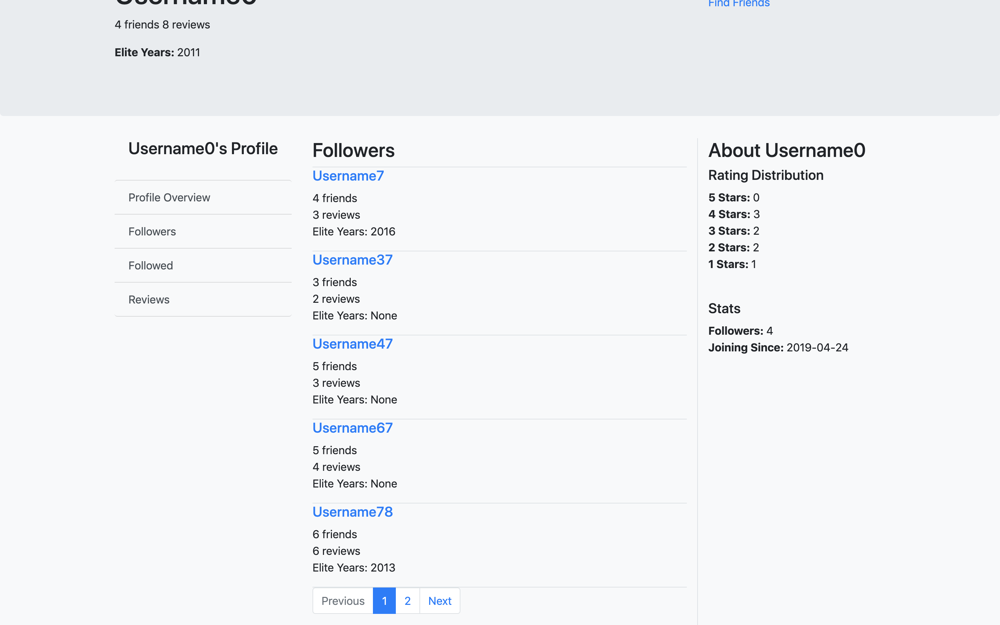 Username0
Find Friends
4 friends 8 reviews
Elite Years: 2011
Username0's Profile
Profile Overview
Followers
Followed
Reviews
Followers
Username7
4 friends
3 reviews
Elite Years: 2016
Username37
3 friends
2 reviews
Elite Years: None
Username47
5 friends
3 reviews
Elite Years: None
Username67
5 friends
4 reviews
Elite Years: None
Username78
6 friends
6 reviews
Elite Years: 2013
Previous 1 2 Next
About Username0
Rating Distribution
5 Stars: 0
4 Stars: 3
3 Stars: 2
2 Stars: 2
1 Stars: 1
Stats
Followers: 4
Joining Since: 2019-04-24